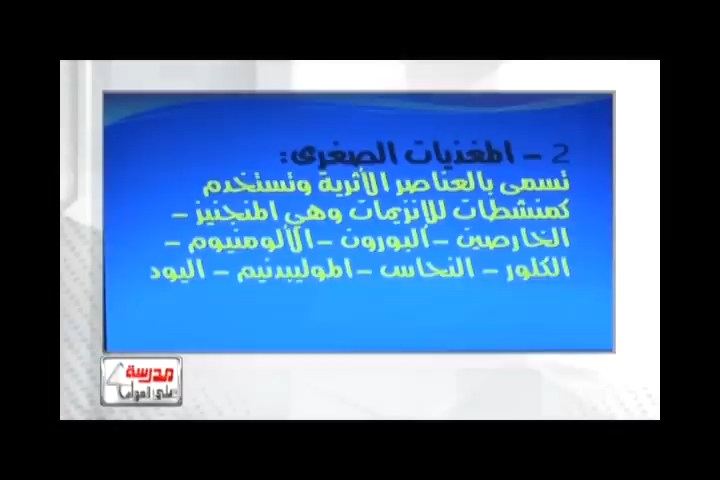 2 - المغذيات الصغرى:
تسمى بالعناصر الأثرية وتستخدم
كمنشطات للإنزيمات وهي المنجنيز -
الخارصين - البورون - الألومنيوم -
الكلور - النحاس - الموليبدنيم - اليود
مدرسة
على الهواء